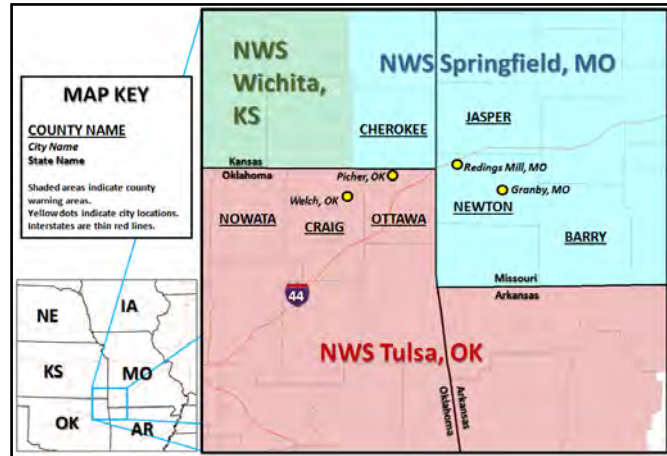 MAP KEY
COUNTY NAME
City Name
State Name
Shaded areas indicate county
warning areas.
Yellow dots indicate city locations.
Interstates are thin red lines.
NE
IA
KS
MO
OK
AR
NWS
Wichita,
KS
NWS Springfield, MO
CHEROKEE
JASPER
Kansas
Oklahoma
Picher, OK
Redings Mill, MO
Welch, OK
Granby, MO
NOWATA
CRAIG
OTTAWA
NEWTON
BARRY
Missouri
Arkansas
44
NWS Tulsa, OK
Oklahoma
Arkansas